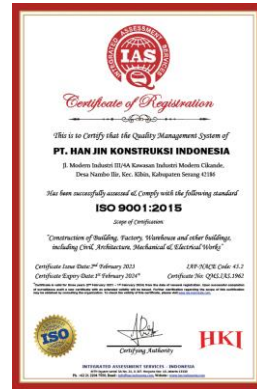 INTEGRATED ASSESSMENT SERVICES
IAS
Certificate of Registration
This is to Certify that the Quality Management System of
PT. HAN JIN KONSTRUKSI INDONESIA
Jl. Modern Industri III/4A Kawasan Industri Modern Cikande,
Desa Nambo Ilir, Kec. Kibin, Kabupaten Serang 42186
Has been successfully assessed & Comply with the following standard
ISO 9001:2015
Scope of Certification:
"Construction of Building, Factory, Warehouse and other buildings,
including Civil, Architecture, Mechanical & Electrical Works"
Certificate Issue Date: 2nd February 2023
IAF-NACE Code: 43.2
Certificate Expiry Date: 1st February 2024*
Certificate No: QMS.IAS.1962
ISO
Certifying Authority
HKI
INTEGRATED ASSESSMENT SERVICES - INDONESIA